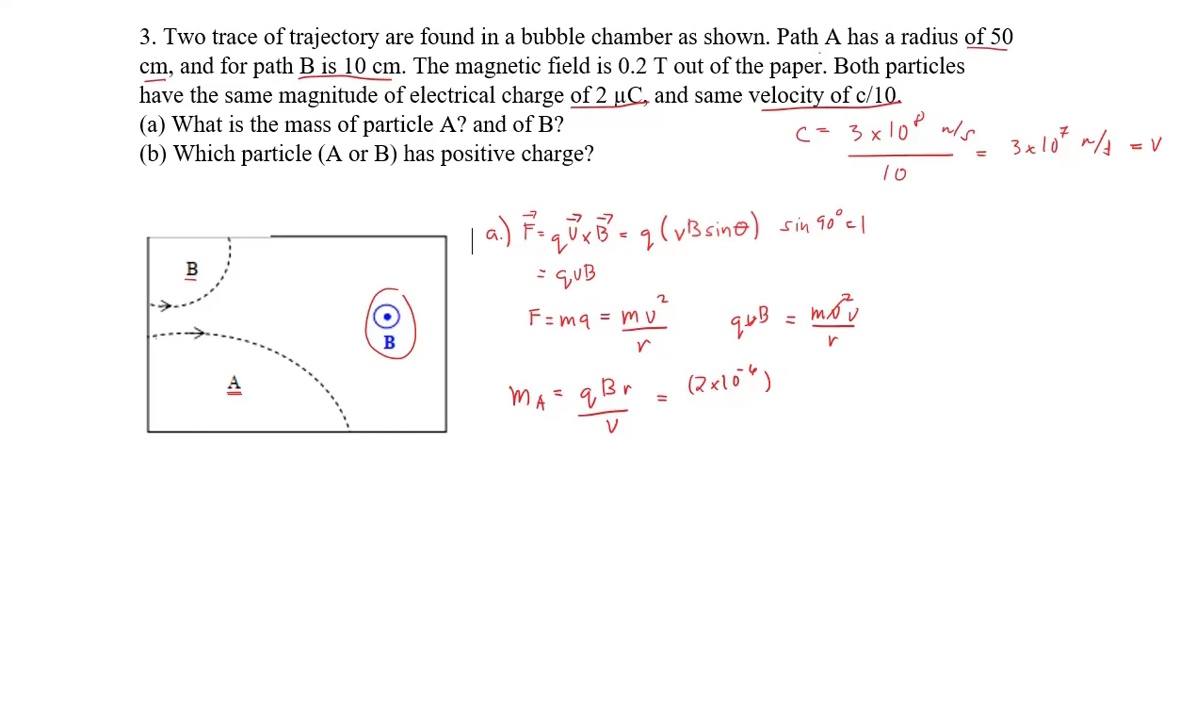 3. Two trace of trajectory are found in a bubble chamber as shown. Path A has a radius of 50
cm, and for path B is 10 cm. The magnetic field is 0.2 T out of the paper. Both particles
have the same magnitude of electrical charge of 2 μC, and same velocity of c/10.
(a) What is the mass of particle A? and of B?
(b) Which particle (A or B) has positive charge?
c = 3 x 10⁸ m/s / 10 = 3 x 10⁷ m/s = v
a.) F⃗ = q v⃗ x B⃗ = q (vB sin θ) sin 90° = 1
= qvB
F = ma = mv²/r qvB = mv²/r
m_A = qBr/v = (2x10⁻⁶)
B
A
B